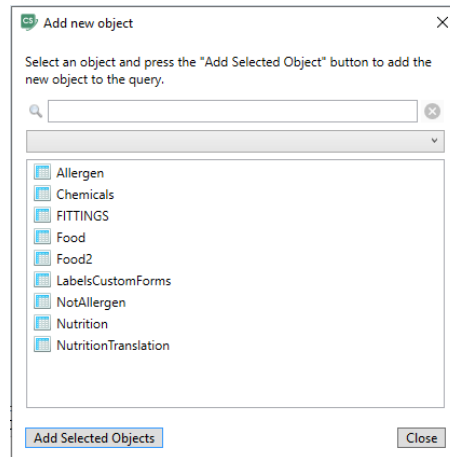 CS
Add new object
Select an object and press the "Add Selected Object" button to add the
new object to the query.
Allergen
Chemicals
FITTINGS
Food
Food2
LabelsCustomForms
NotAllergen
Nutrition
NutritionTranslation
Add Selected Objects
Close